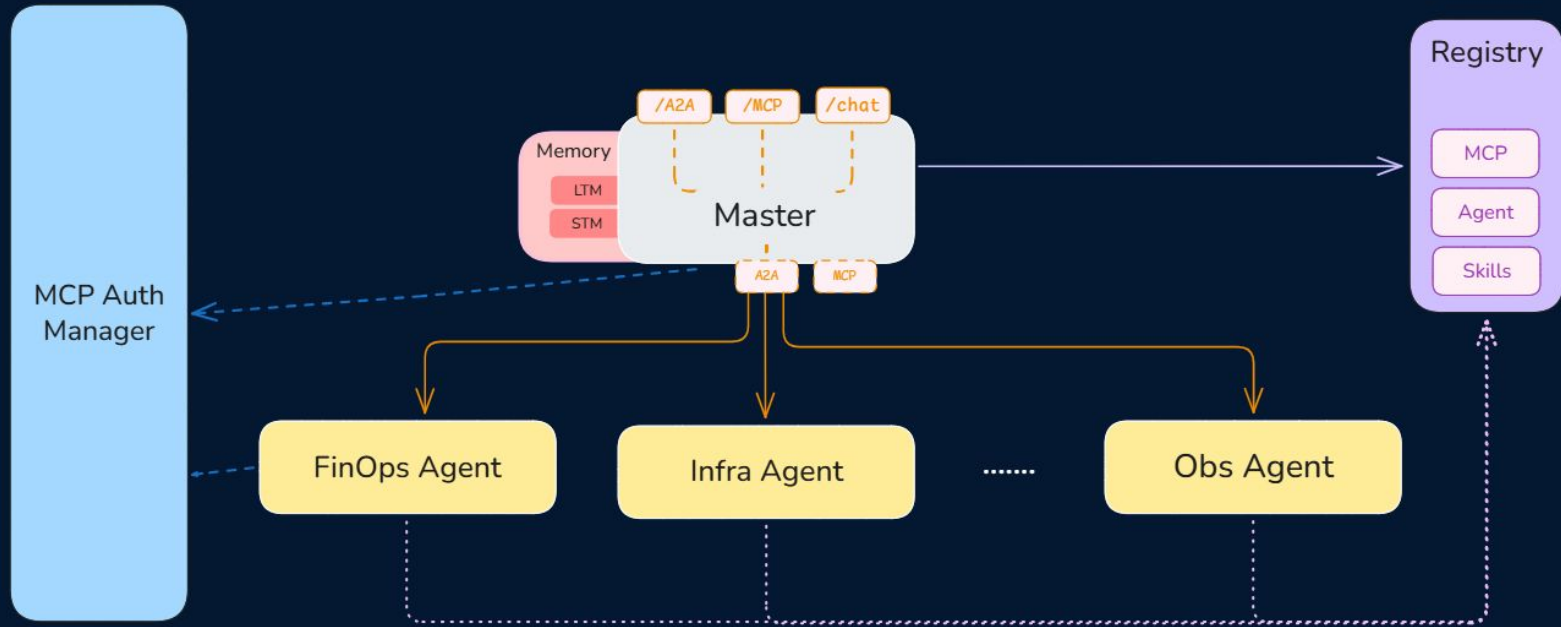 Registry
/A2A
/MCP
/chat
Memory
LTM
STM
Master
MCP
Agent
Skills
A2A
MCP
MCP Auth
Manager
FinOps Agent
Infra Agent
.......
Obs Agent